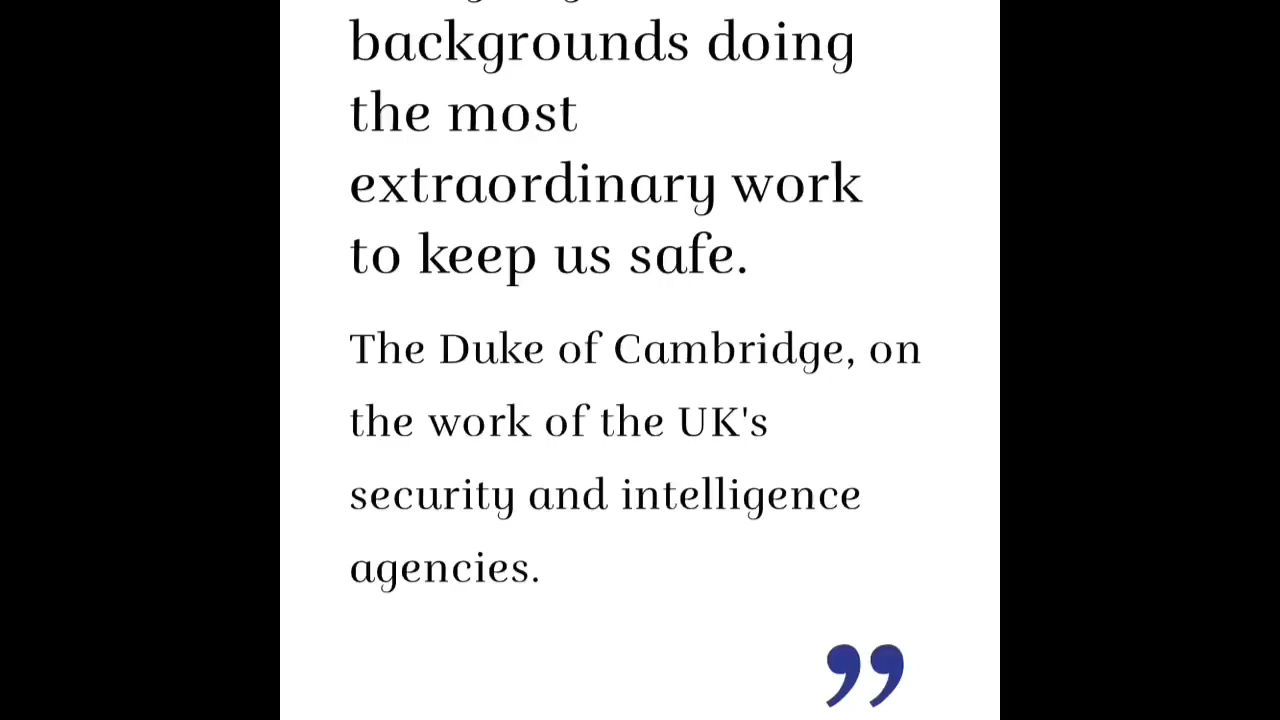 backgrounds doing
the most
extraordinary work
to keep us safe.
The Duke of Cambridge, on
the work of the UK's
security and intelligence
agencies.
”